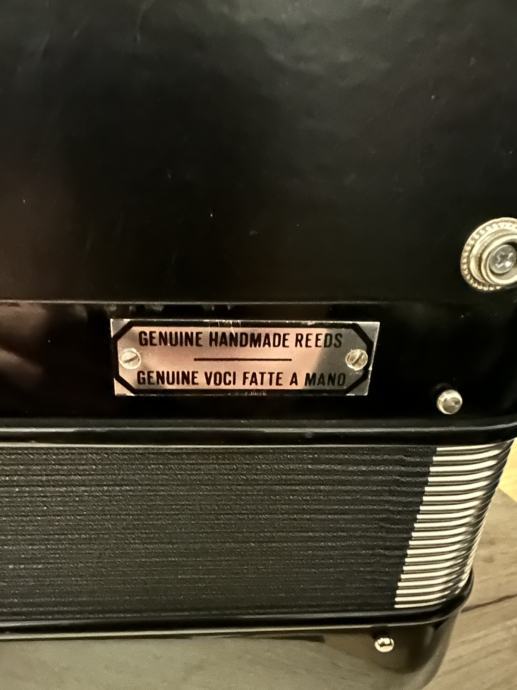 GENUINE HANDMADE REEDS
GENUINE VOCI FATTE A MANO